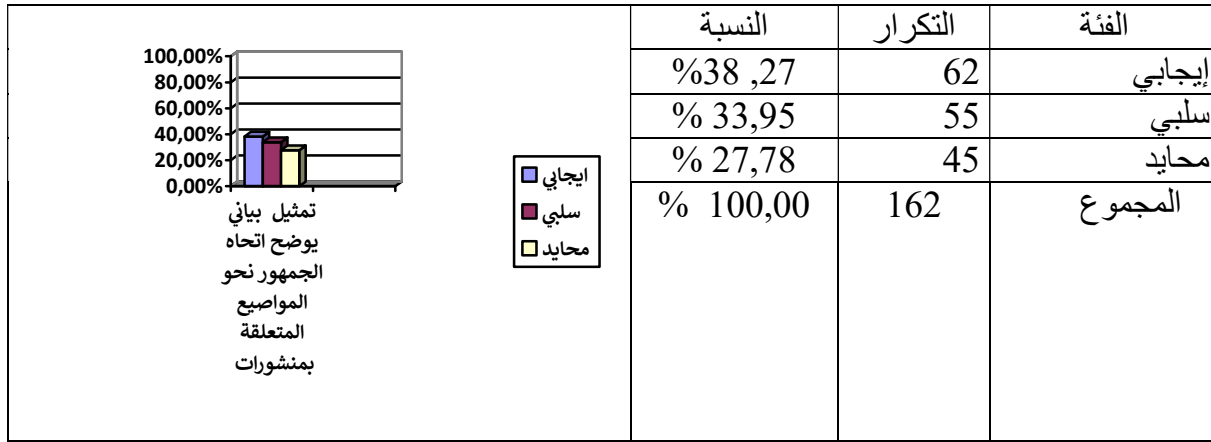 الفئة التكرار النسبة
إيجابي 62 38 ,27%
سلبي 55 33,95 %
محايد 45 27,78 %
المجموع 162 100,00 %
100,00%
80,00%
60,00%
40,00%
20,00%
0,00%
تمثيل بياني
يوضح اتحاه
الجمهور نحو
المواصيع
المتعلقة
بمنشورات
ايجابي
سلبي
محايد